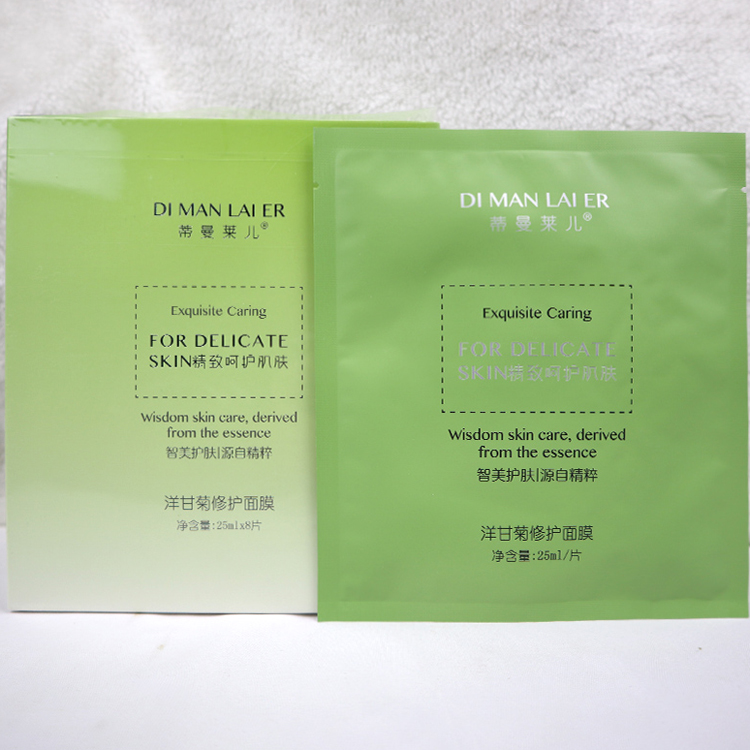 DI MAN LAI ER
蒂曼莱儿®
Exquisite Caring
FOR DELICATE
SKIN精致呵护肌肤
Wisdom skin care, derived
from the essence
智美护肤|源自精粹
洋甘菊修护面膜
净含量:25mlx8片
DI MAN LAI ER
蒂曼莱儿®
Exquisite Caring
FOR DELICATE
SKIN精致呵护肌肤
Wisdom skin care, derived
from the essence
智美护肤|源自精粹
洋甘菊修护面膜
净含量:25ml/片